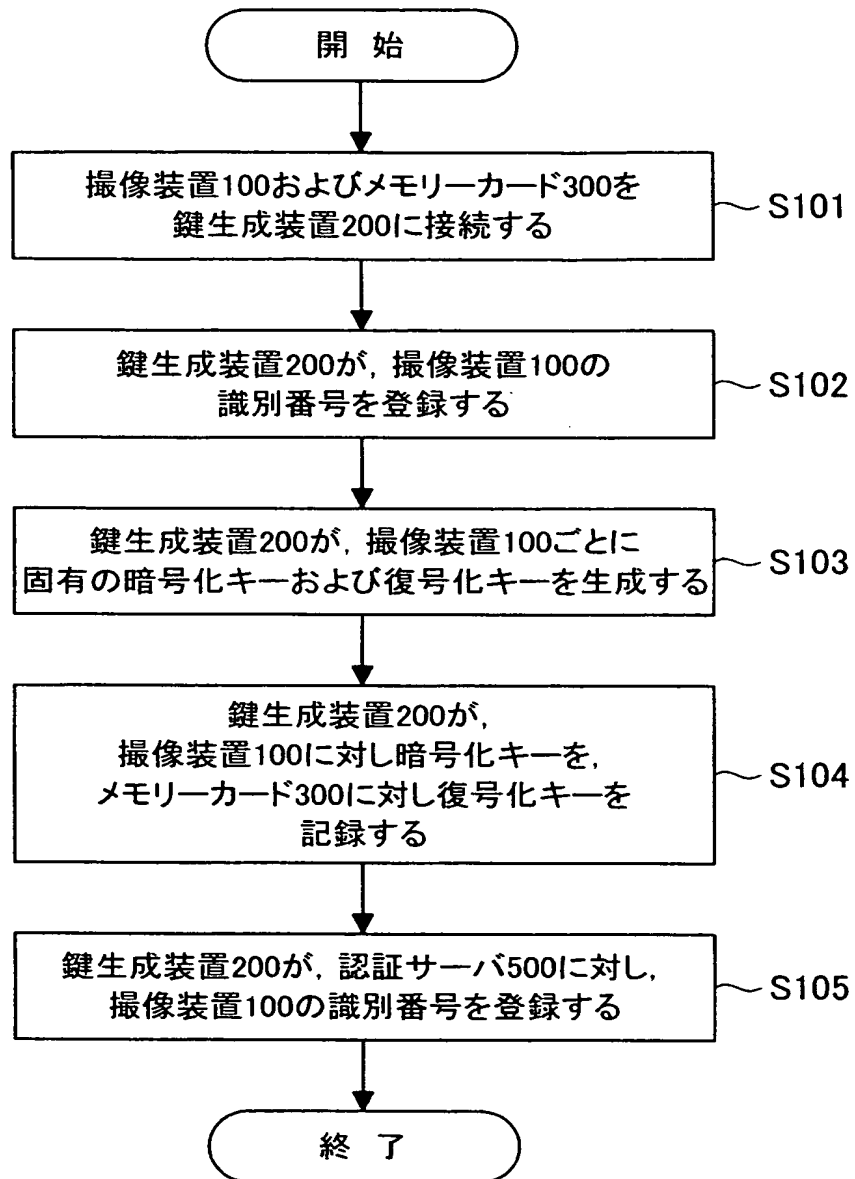 開 始
撮像装置100およびメモリーカード300を
鍵生成装置200に接続する
S101
鍵生成装置200が，撮像装置100の
識別番号を登録する
S102
鍵生成装置200が，撮像装置100ごとに
固有の暗号化キーおよび復号化キーを生成する
S103
鍵生成装置200が，
撮像装置100に対し暗号化キーを，
メモリーカード300に対し復号化キーを
記録する
S104
鍵生成装置200が，認証サーバ500に対し，
撮像装置100の識別番号を登録する
S105
終 了